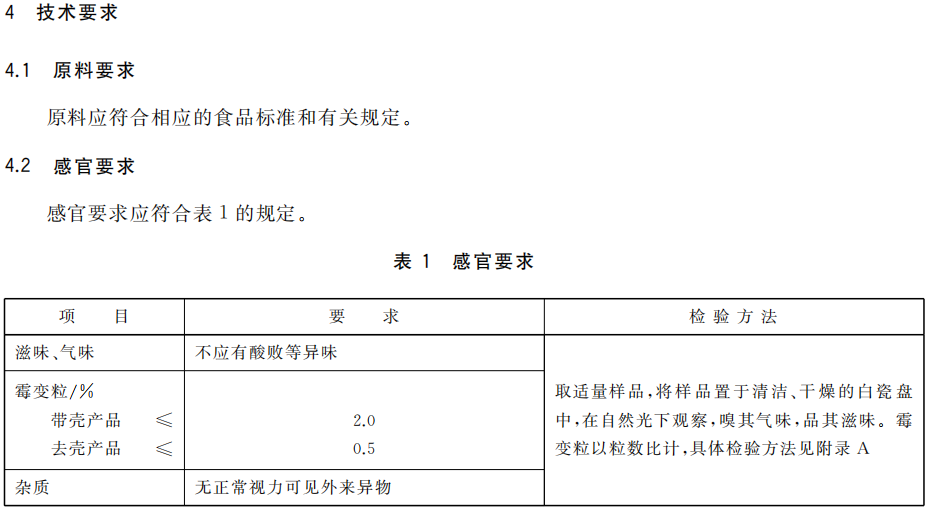 4 技术要求
4.1 原料要求
原料应符合相应的食品标准和有关规定。
4.2 感官要求
感官要求应符合表1的规定。
表 1 感官要求
项 目 要 求 检 验 方 法
滋味、气味 不应有酸败等异味
霉变粒/%
带壳产品 ≤ 2.0
去壳产品 ≤ 0.5
取适量样品,将样品置于清洁、干燥的白瓷盘
中,在自然光下观察,嗅其气味,品其滋味。霉
变粒以粒数比计,具体检验方法见附录 A
杂质 无正常视力可见外来异物